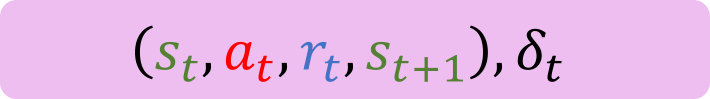 (s_t, a_t, r_t, s_{t+1}), δ_t